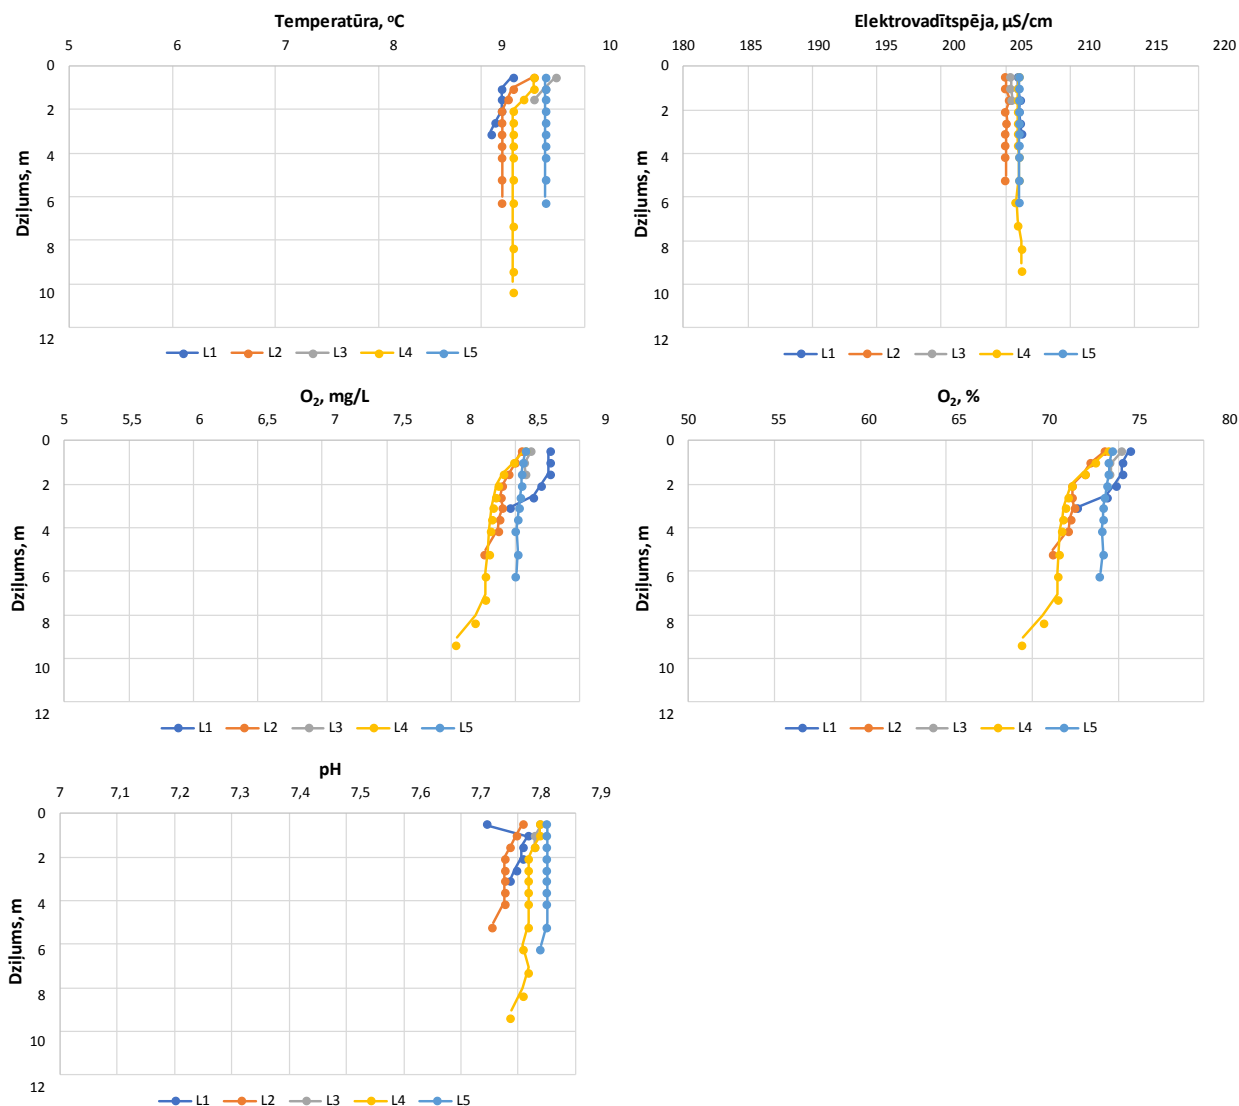 Temperatūra, °C
5 6 7 8 9 10
0
2
4
6
8
10
12
Dziļums, m
L1 L2 L3 L4 L5
Elektrovadītspēja, µS/cm
180 185 190 195 200 205 210 215 220
0
2
4
6
8
10
12
Dziļums, m
L1 L2 L3 L4 L5
O₂, mg/L
5 5,5 6 6,5 7 7,5 8 8,5 9
0
2
4
6
8
10
12
Dziļums, m
L1 L2 L3 L4 L5
O₂, %
50 55 60 65 70 75 80
0
2
4
6
8
10
12
Dziļums, m
L1 L2 L3 L4 L5
pH
7 7,1 7,2 7,3 7,4 7,5 7,6 7,7 7,8 7,9
0
2
4
6
8
10
12
Dziļums, m
L1 L2 L3 L4 L5